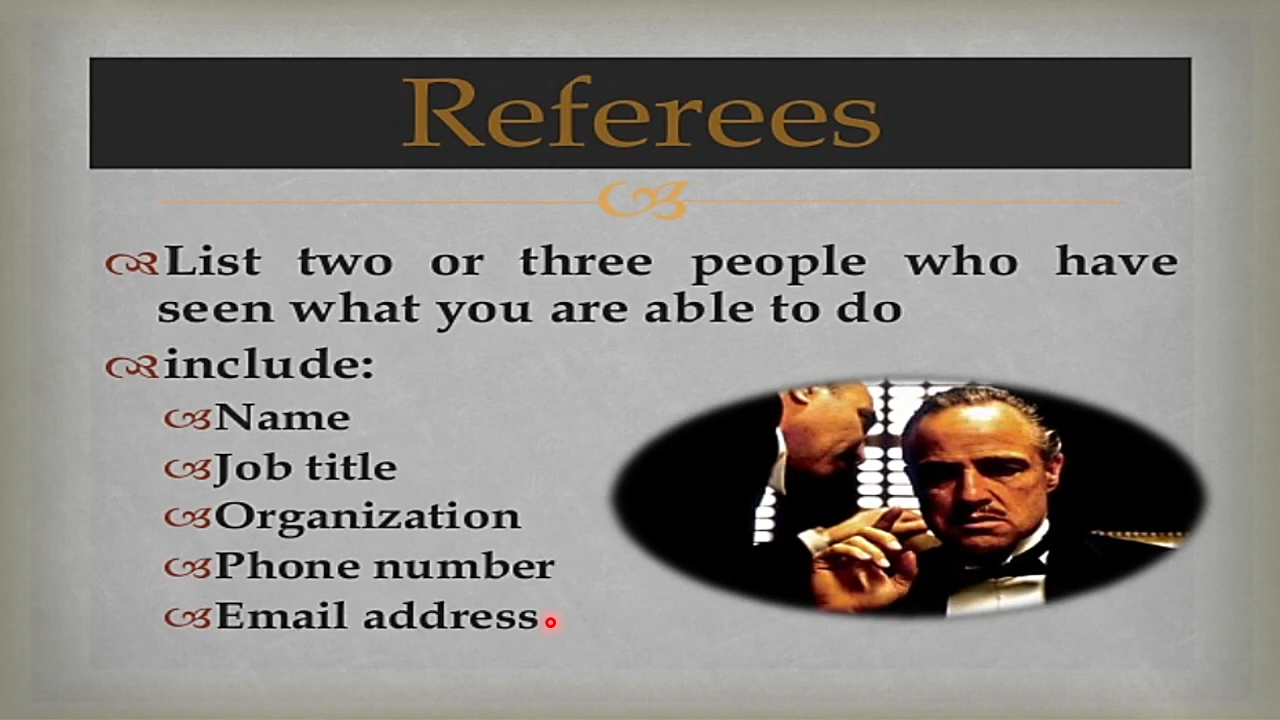 Referees
List two or three people who have
seen what you are able to do
include:
Name
Job title
Organization
Phone number
Email address